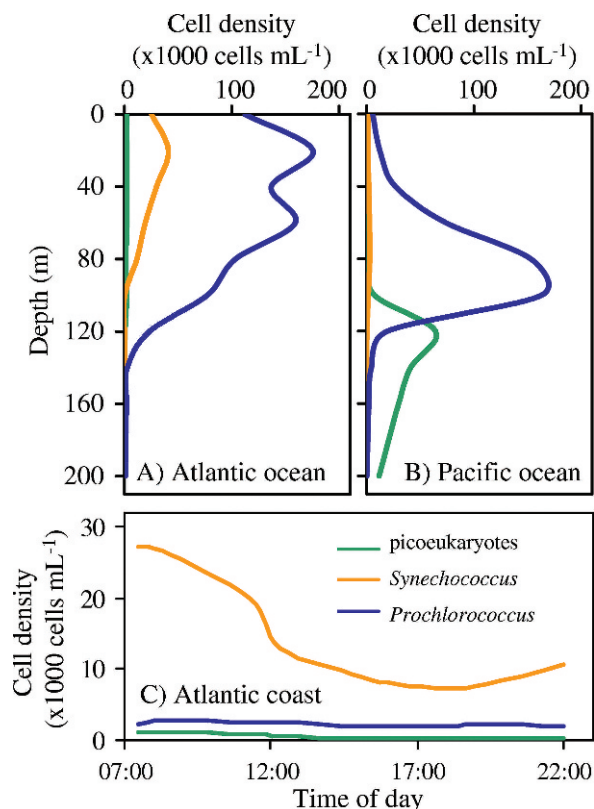 Cell density
(x1000 cells mL⁻¹)
0 100 200
Cell density
(x1000 cells mL⁻¹)
0 100 200
Depth (m)
0
40
80
120
160
200
A) Atlantic ocean
B) Pacific ocean
Cell density
(x1000 cells mL⁻¹)
30
20
10
0
picoeukaryotes
Synechococcus
Prochlorococcus
C) Atlantic coast
07:00 12:00 17:00 22:00
Time of day